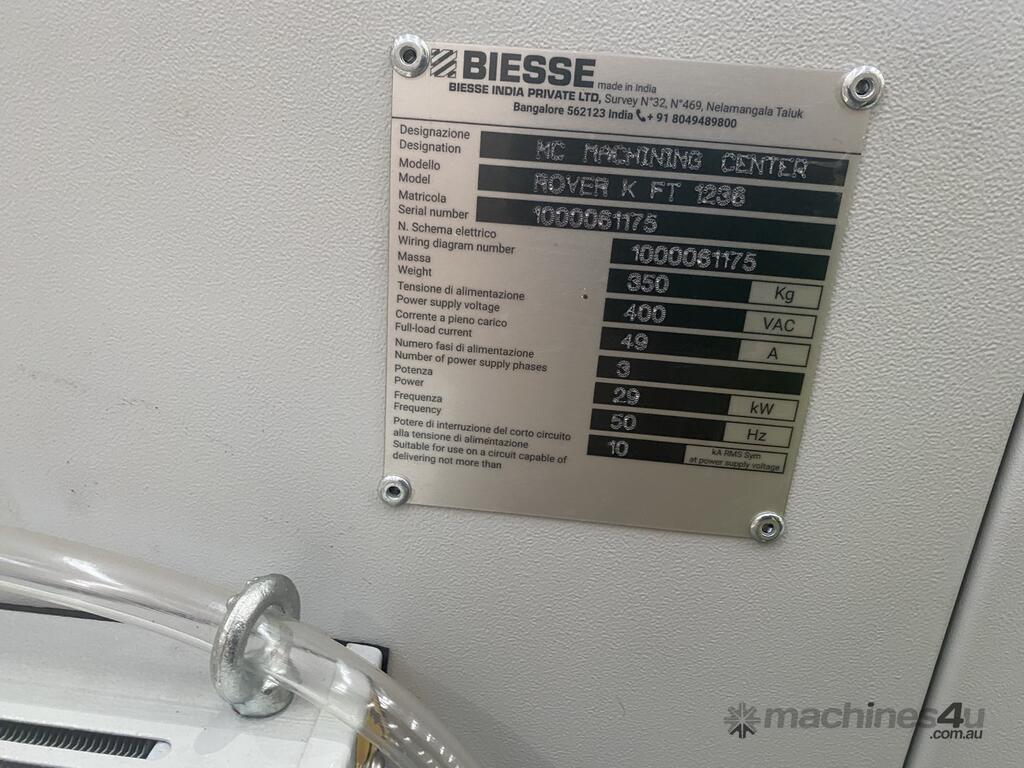 BIESSE made in India
BIESSE INDIA PRIVATE LTD, Survey N°32, N°469, Nelamangala Taluk
Bangalore 562123 India 📞+ 91 8049489800
Designazione
Designation
MC MACHINING CENTER
Modello
Model
ROVER K FT 1236
Matricola
Serial number
1000061175
N. Schema elettrico
Wiring diagram number
1000061175
Massa
Weight
350 Kg
Tensione di alimentazione
Power supply voltage
400 VAC
Corrente a pieno carico
Full-load current
49 A
Numero fasi di alimentazione
Number of power supply phases
3
Potenza
Power
29 kW
Frequenza
Frequency
50 Hz
Potere di interruzione del corto circuito
alla tensione di alimentazione
Suitable for use on a circuit capable of
delivering not more than
10 kA RMS Sym
at power supply voltage
machines4u
.com.au